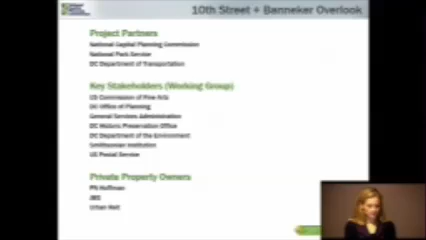 10th Street + Banneker Overlook
Project Partners
National Capital Planning Commission
National Park Service
DC Department of Transportation
Key Stakeholders (Working Group)
US Commission of Fine Arts
DC Office of Planning
General Services Administration
DC Historic Preservation Office
DC Department of the Environment
Smithsonian Institution
US Postal Service
Private Property Owners
PN Hoffman
JBG